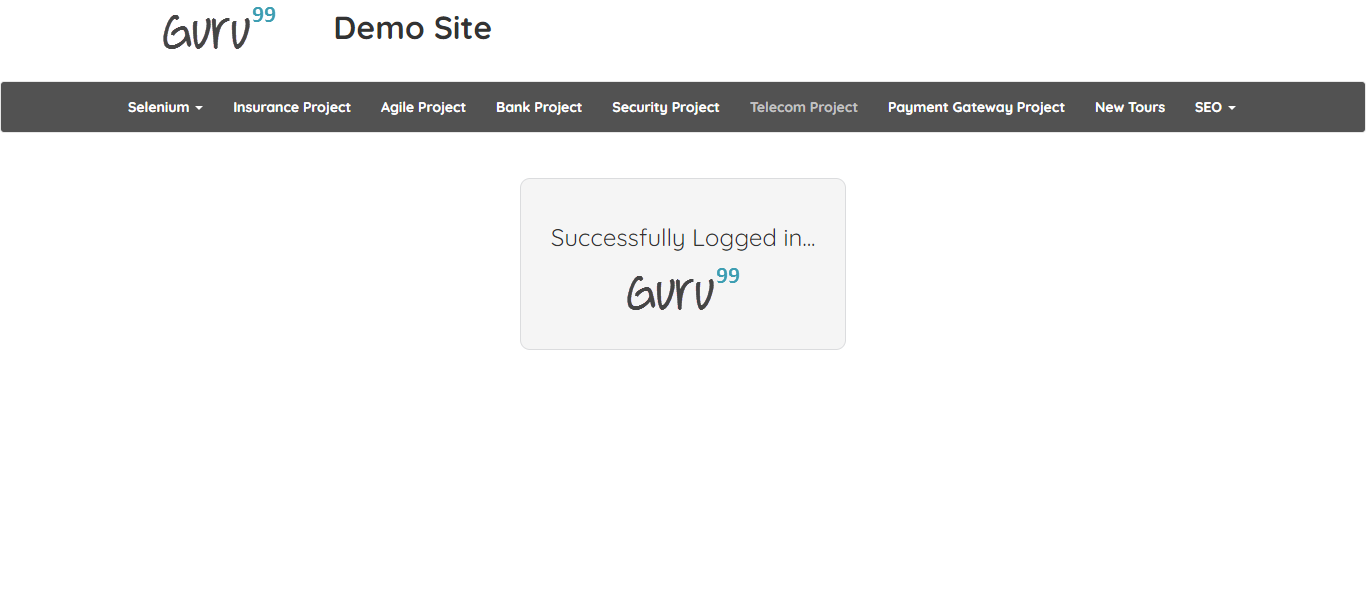 Guru99 Demo Site
Selenium Insurance Project Agile Project Bank Project Security Project Telecom Project Payment Gateway Project New Tours SEO
Successfully Logged in...
Guru99